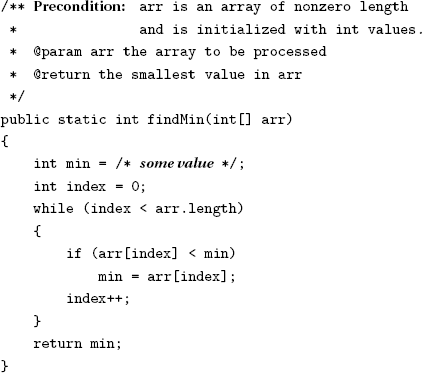 /** Precondition: arr is an array of nonzero length
 *               and is initialized with int values.
 *  @param arr the array to be processed
 *  @return the smallest value in arr
 */
public static int findMin(int[] arr)
{
    int min = /* some value */;
    int index = 0;
    while (index < arr.length)
    {
        if (arr[index] < min)
            min = arr[index];
        index++;
    }
    return min;
}